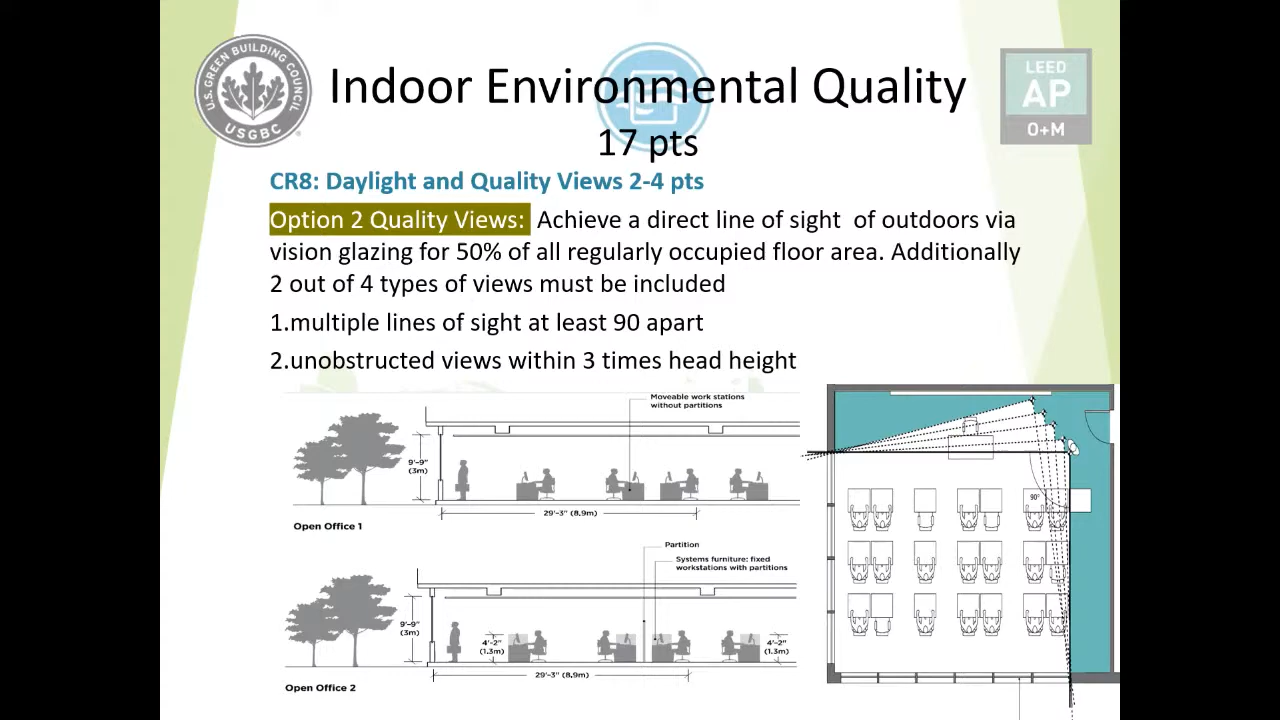 U.S. GREEN BUILDING COUNCIL
USGBC
®
Indoor Environmental Quality
17 pts
LEED
AP
O+M
CR8: Daylight and Quality Views 2-4 pts
Option 2 Quality Views: Achieve a direct line of sight of outdoors via
vision glazing for 50% of all regularly occupied floor area. Additionally
2 out of 4 types of views must be included
1.multiple lines of sight at least 90 apart
2.unobstructed views within 3 times head height
Moveable work stations
without partitions
9'-9"
(3m)
29'-3" (8.9m)
Open Office 1
Partition
Systems furniture: fixed
workstations with partitions
9'-9"
(3m)
4'-2"
(1.3m)
4'-2"
(1.3m)
29'-3" (8.9m)
Open Office 2
90°